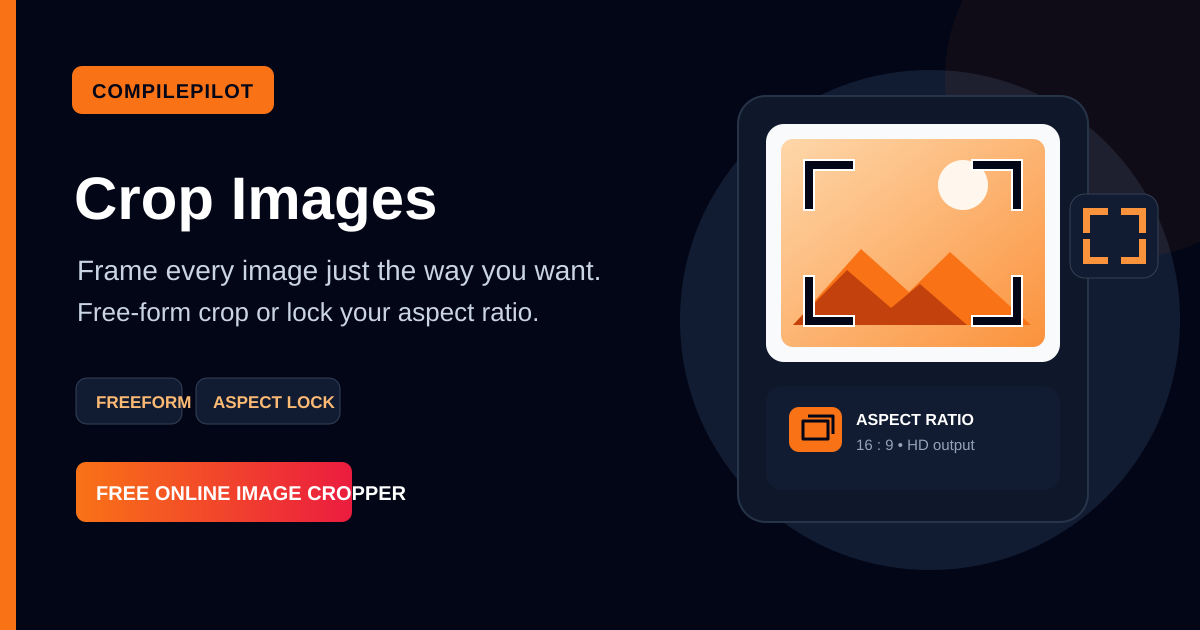 COMPILEPILOT
Crop Images
Frame every image just the way you want.
Free-form crop or lock your aspect ratio.
FREEFORM
ASPECT LOCK
FREE ONLINE IMAGE CROPPER
ASPECT RATIO
16 : 9 • HD output